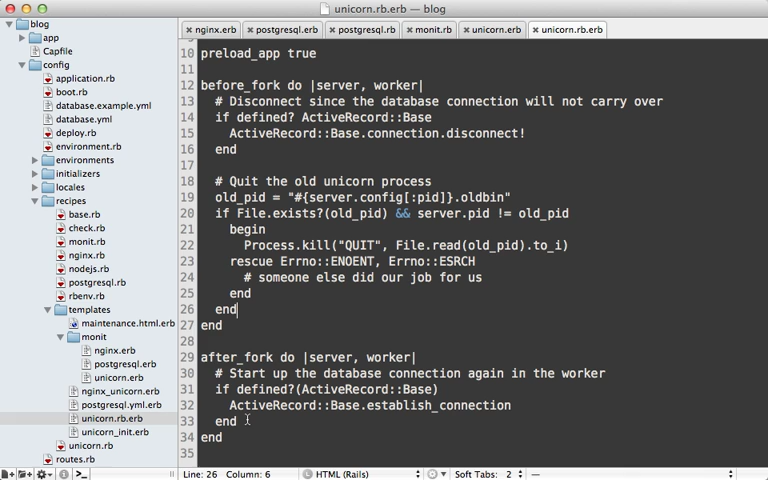 unicorn.rb.erb — blog
nginx.erb
postgresql.erb
postgresql.rb
monit.rb
unicorn.erb
unicorn.rb.erb
blog
app
Capfile
config
application.rb
boot.rb
database.example.yml
database.yml
deploy.rb
environment.rb
environments
initializers
locales
recipes
base.rb
check.rb
monit.rb
nginx.rb
nodejs.rb
postgresql.rb
rbenv.rb
templates
maintenance.html.erb
monit
nginx.erb
postgresql.erb
unicorn.erb
nginx_unicorn.erb
postgresql.yml.erb
unicorn.rb.erb
unicorn_init.erb
unicorn.rb
routes.rb
10 preload_app true
11
12 before_fork do |server, worker|
13   # Disconnect since the database connection will not carry over
14   if defined? ActiveRecord::Base
15     ActiveRecord::Base.connection.disconnect!
16   end
17
18   # Quit the old unicorn process
19   old_pid = "#{server.config[:pid]}.oldbin"
20   if File.exists?(old_pid) && server.pid != old_pid
21     begin
22       Process.kill("QUIT", File.read(old_pid).to_i)
23     rescue Errno::ENOENT, Errno::ESRCH
24       # someone else did our job for us
25     end
26   end
27 end
28
29 after_fork do |server, worker|
30   # Start up the database connection again in the worker
31   if defined?(ActiveRecord::Base)
32     ActiveRecord::Base.establish_connection
33   end
34 end
35
Line: 26 Column: 6 HTML (Rails) Soft Tabs: 2 —